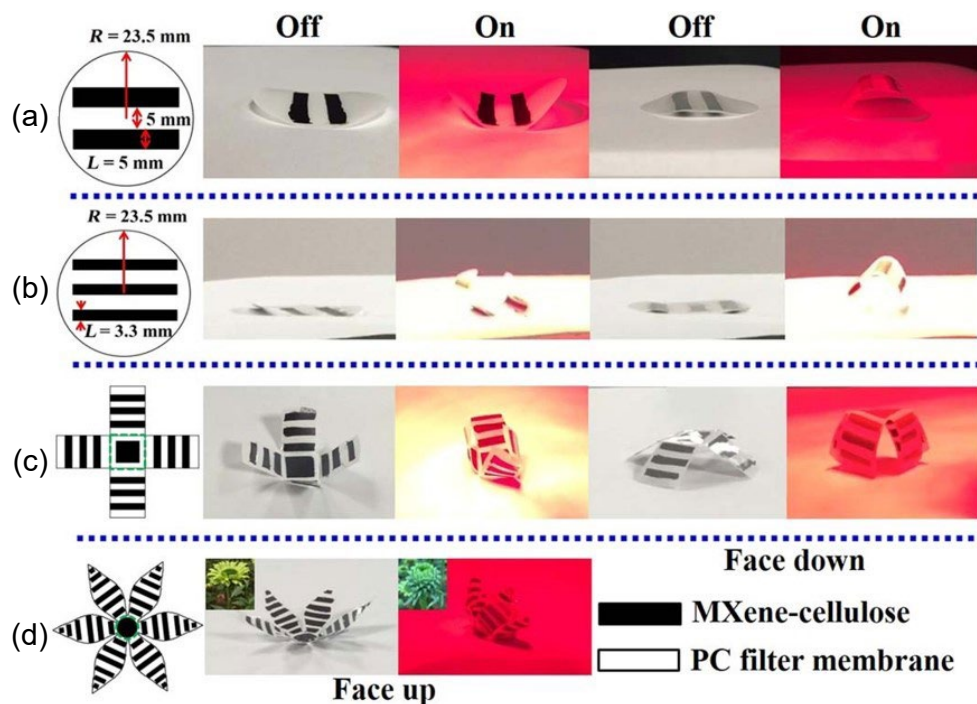 Off On Off On
(a)
R = 23.5 mm
5 mm
L = 5 mm
(b)
R = 23.5 mm
L = 3.3 mm
(c)
(d)
Face up
Face down
MXene-cellulose
PC filter membrane